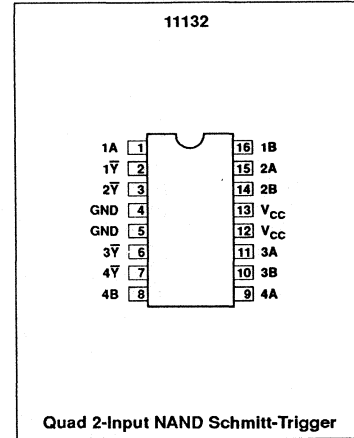 11132
1A 1 16 1B
1Y̅ 2 15 2A
2Y̅ 3 14 2B
GND 4 13 VCC
GND 5 12 VCC
3Y̅ 6 11 3A
4Y̅ 7 10 3B
4B 8 9 4A
Quad 2-Input NAND Schmitt-Trigger